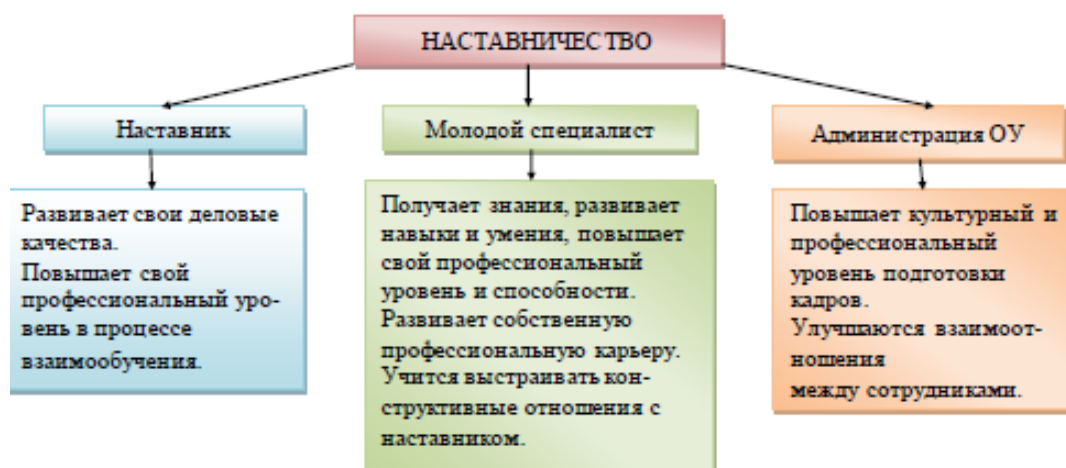 НАСТАВНИЧЕСТВО
Наставник
Развивает свои деловые
качества.
Повышает свой
профессиональный уро-
вень в процессе
взаимообучения.
Молодой специалист
Получает знания, развивает
навыки и умения, повышает
свой профессиональный
уровень и способности.
Развивает собственную
профессиональную карьеру.
Учится выстраивать кон-
структивные отношения с
наставником.
Администрация ОУ
Повышает культурный и
профессиональный
уровень подготовки
кадров.
Улучшаются взаимоот-
ношения
между сотрудниками.